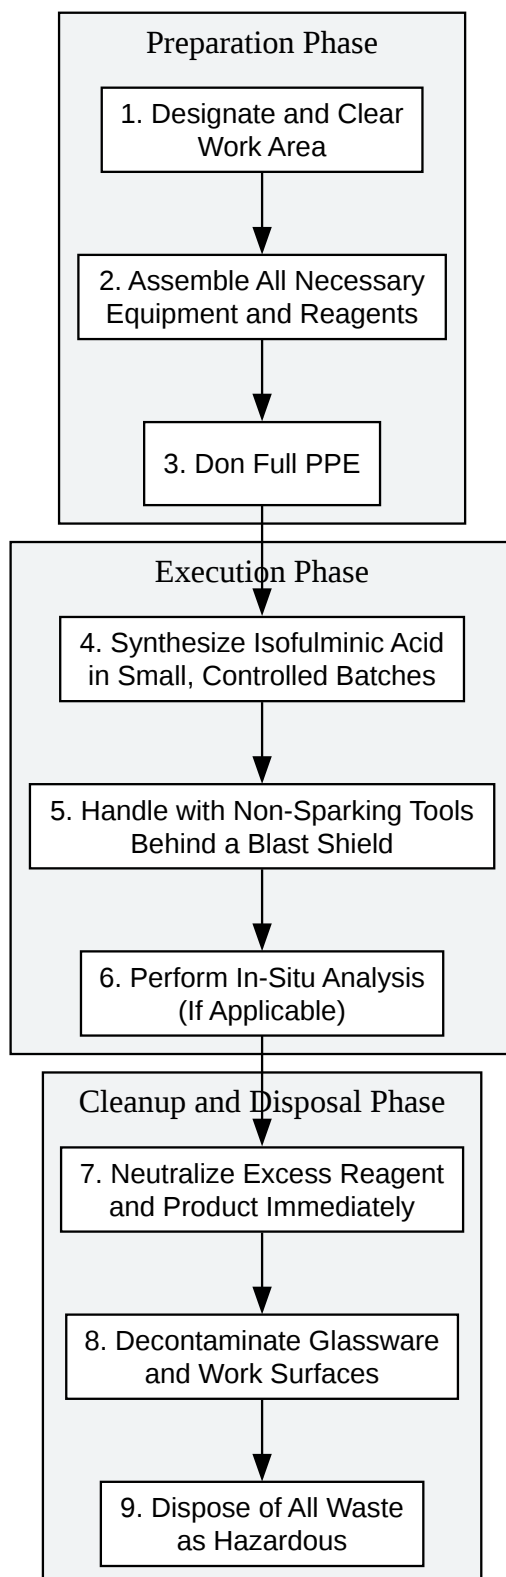 Preparation Phase
1. Designate and Clear
Work Area
2. Assemble All Necessary
Equipment and Reagents
3. Don Full PPE
Execution Phase
4. Synthesize Isofulminic Acid
in Small, Controlled Batches
5. Handle with Non-Sparking Tools
Behind a Blast Shield
6. Perform In-Situ Analysis
(If Applicable)
Cleanup and Disposal Phase
7. Neutralize Excess Reagent
and Product Immediately
8. Decontaminate Glassware
and Work Surfaces
9. Dispose of All Waste
as Hazardous